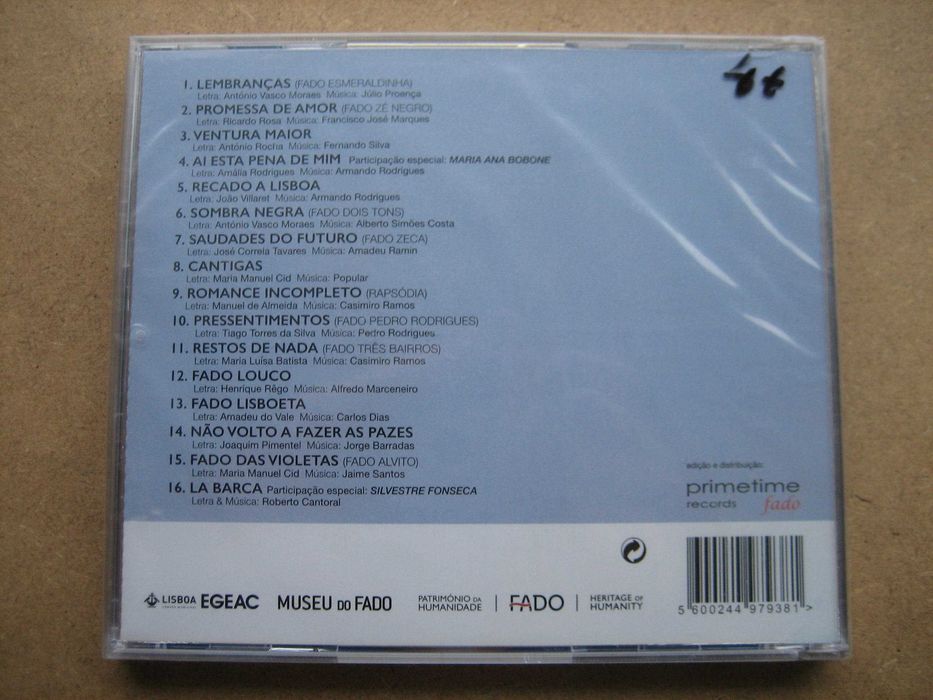 1. LEMBRANÇAS (FADO ESMERALDINHA)
Letra: António Vasco Moraes Música: Júlio Proença
2. PROMESSA DE AMOR (FADO ZÉ NEGRO)
Letra: Ricardo Rosa Música: Francisco José Marques
3. VENTURA MAIOR
Letra: António Rocha Música: Fernando Silva
4. AI ESTA PENA DE MIM Participação especial: MARIA ANA BOBONE
Letra: Amália Rodrigues Música: Armando Rodrigues
5. RECADO A LISBOA
Letra: João Villaret Música: Armando Rodrigues
6. SOMBRA NEGRA (FADO DOIS TONS)
Letra: António Vasco Moraes Música: Alberto Simões Costa
7. SAUDADES DO FUTURO (FADO ZECA)
Letra: José Correia Tavares Música: Amadeu Ramin
8. CANTIGAS
Letra: Maria Manuel Cid Música: Popular
9. ROMANCE INCOMPLETO (RAPSÓDIA)
Letra: Manuel de Almeida Música: Casimiro Ramos
10. PRESSENTIMENTOS (FADO PEDRO RODRIGUES)
Letra: Tiago Torres da Silva Música: Pedro Rodrigues
11. RESTOS DE NADA (FADO TRÊS BAIRROS)
Letra: Maria Luísa Batista Música: Casimiro Ramos
12. FADO LOUCO
Letra: Henrique Rêgo Música: Alfredo Marceneiro
13. FADO LISBOETA
Letra: Amadeu do Vale Música: Carlos Dias
14. NÃO VOLTO A FAZER AS PAZES
Letra: Joaquim Pimentel Música: Jorge Barradas
15. FADO DAS VIOLETAS (FADO ALVITO)
Letra: Maria Manuel Cid Música: Jaime Santos
16. LA BARCA Participação especial: SILVESTRE FONSECA
Letra & Música: Roberto Cantoral
edição e distribuição:
primetime
records fado
LISBOA EGEAC MUSEU DO FADO
PATRIMÓNIO DA
HUMANIDADE | FADO | HERITAGE OF
HUMANITY
5 600244 979381 >